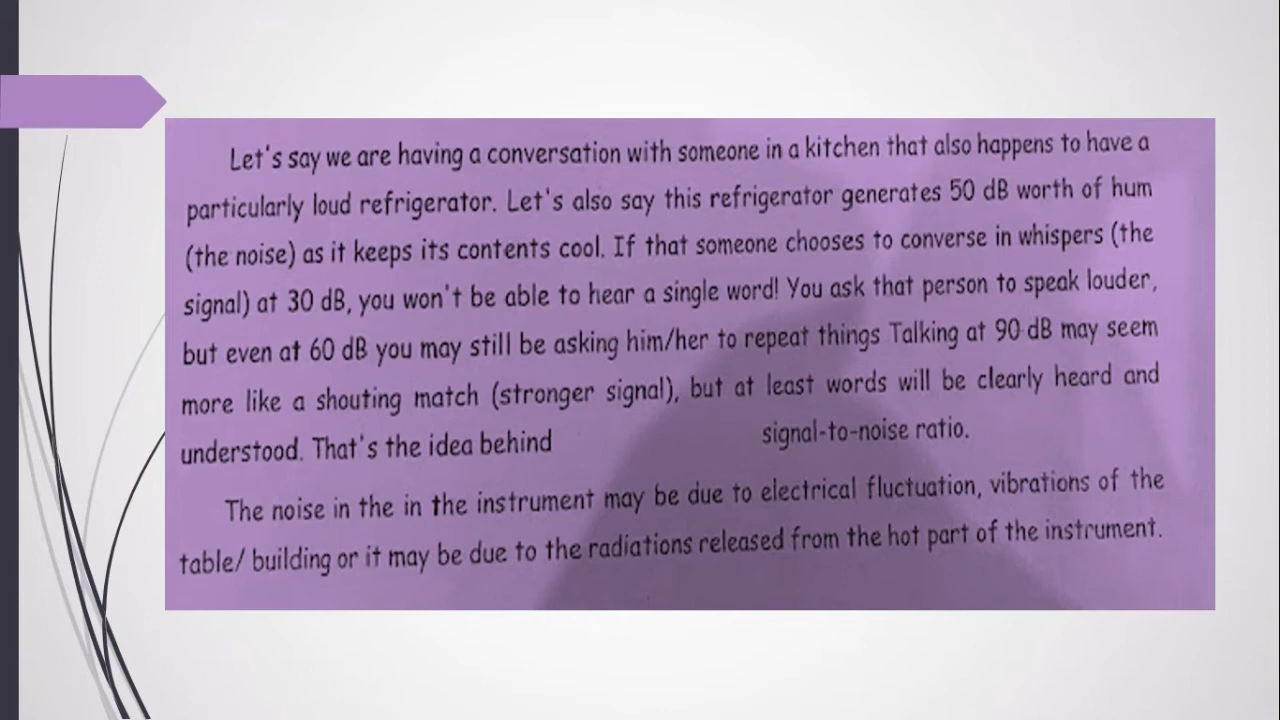 Let's say we are having a conversation with someone in a kitchen that also happens to have a
particularly loud refrigerator. Let's also say this refrigerator generates 50 dB worth of hum
(the noise) as it keeps its contents cool. If that someone chooses to converse in whispers (the
signal) at 30 dB, you won't be able to hear a single word! You ask that person to speak louder,
but even at 60 dB you may still be asking him/her to repeat things Talking at 90 dB may seem
more like a shouting match (stronger signal), but at least words will be clearly heard and
understood. That's the idea behind signal-to-noise ratio.
The noise in the in the instrument may be due to electrical fluctuation, vibrations of the
table/ building or it may be due to the radiations released from the hot part of the instrument.